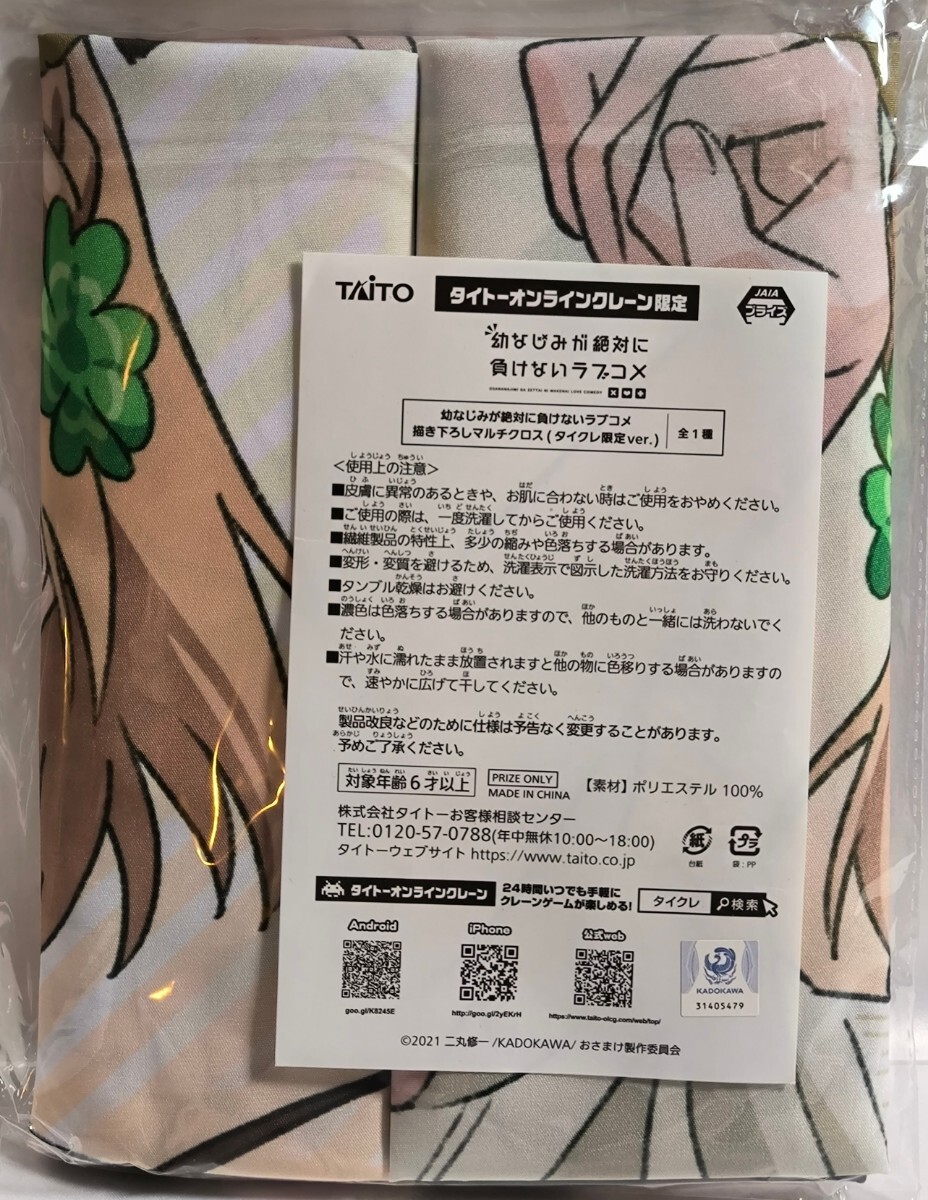 TAITO
タイトーオンラインクレーン限定
JAIA
プライズ
幼なじみが絶対に
負けないラブコメ
OSANANAJIMI GA ZETTAI NI MAKENAI LOVE COMEDY
幼なじみが絶対に負けないラブコメ
描き下ろしマルチクロス(タイクレ限定ver.)
全1種
＜使用上の注意＞
■皮膚に異常のあるときや、お肌に合わない時はご使用をおやめください。
■ご使用の際は、一度洗濯してからご使用ください。
■繊維製品の特性上、多少の縮みや色落ちする場合があります。
■変形・変質を避けるため、洗濯表示で図示した洗濯方法をお守りください。
■タンブル乾燥はお避けください。
■濃色は色落ちする場合がありますので、他のものと一緒には洗わないでく
ださい。
■汗や水に濡れたまま放置されますと他の物に色移りする場合がありますの
で、速やかに広げて干してください。
製品改良などのために仕様は予告なく変更することがあります。
予めご了承ください。
対象年齢6才以上
PRIZE ONLY
MADE IN CHINA
【素材】ポリエステル 100%
株式会社タイトーお客様相談センター
TEL:0120-57-0788(年中無休10:00〜18:00)
タイトーウェブサイト https://www.taito.co.jp
紙
台紙
プラ
袋：PP
タイトーオンラインクレーン
24時間いつでも手軽に
クレーンゲームが楽しめる!
タイクレ
検索
Android
iPhone
公式web
goo.gl/K824SE
http://goo.gl/2yEKrH
https://www.taito-olcg.com/web/top/
KADOKAWA
31405479
©2021 二丸修一 /KADOKAWA/ おさまけ製作委員会